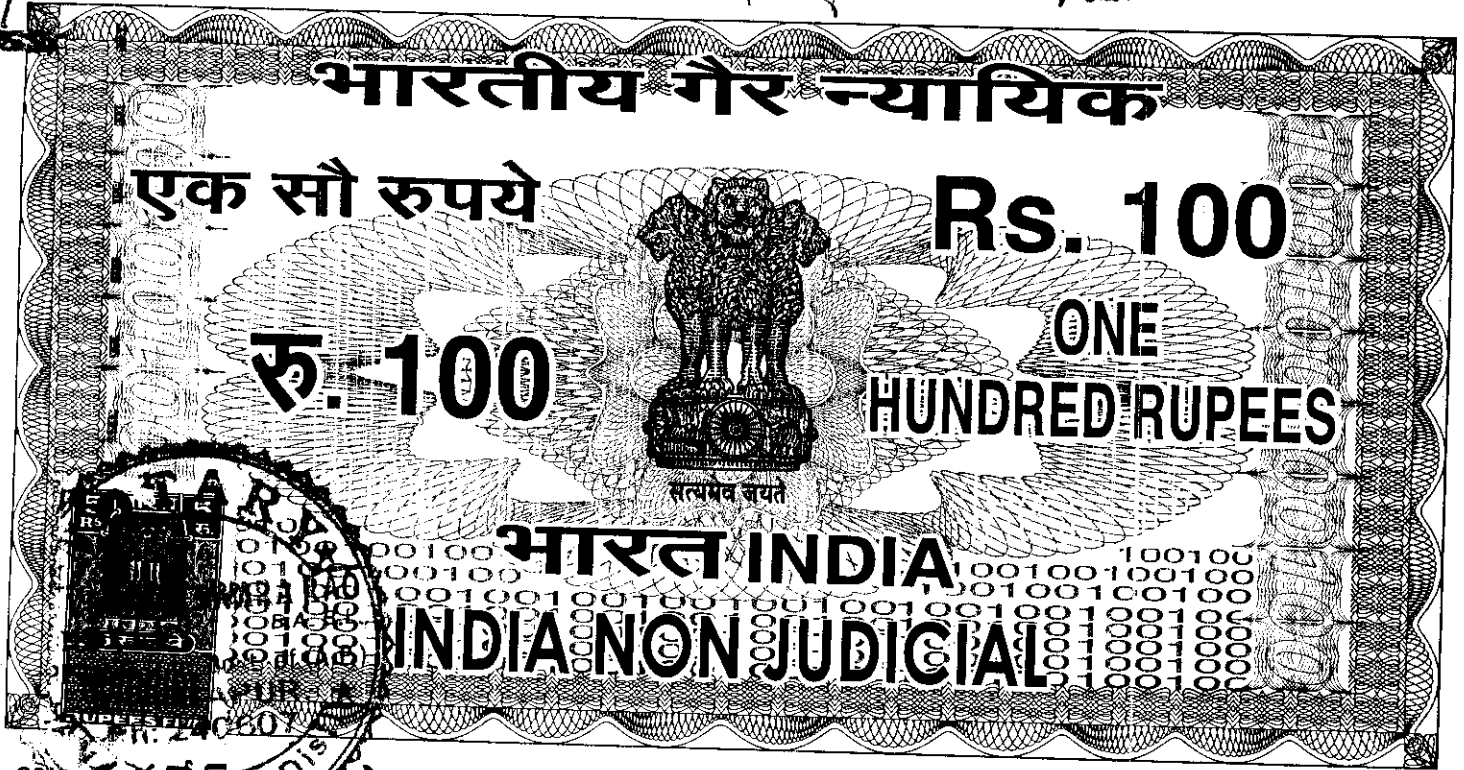 भारतीय गैर न्यायिक
एक सौ रुपये
Rs. 100
रु. 100
ONE
HUNDRED RUPEES
सत्यमेव जयते
भारत INDIA
INDIA NON JUDICIAL